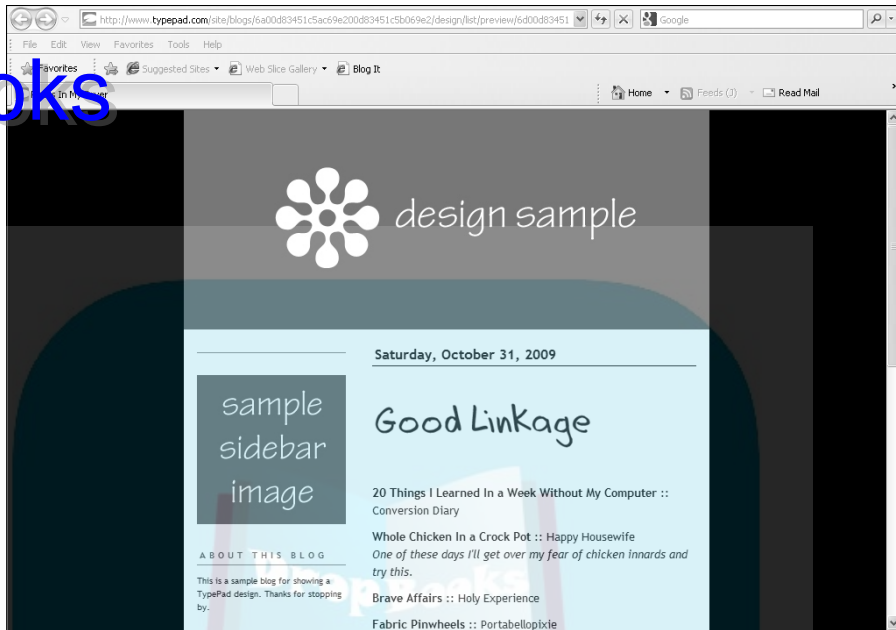 http://www.typepad.com/site/blogs/6a00d83451c5ac69e200d83451c5b069e2/design/list/preview/6d00d83451
Google
File Edit View Favorites Tools Help
Favorites Suggested Sites Web Slice Gallery Blog It
oks
In My
Home Feeds (J) Read Mail
design sample
Saturday, October 31, 2009
sample
sidebar
image
Good Linkage
20 Things I Learned In a Week Without My Computer ::
Conversion Diary
Whole Chicken In a Crock Pot :: Happy Housewife
One of these days I'll get over my fear of chicken innards and
try this.
ABOUT THIS BLOG
This is a sample blog for showing a
TypePad design. Thanks for stopping
by.
DropBooks
Brave Affairs :: Holy Experience
Fabric Pinwheels :: Portabellopixie